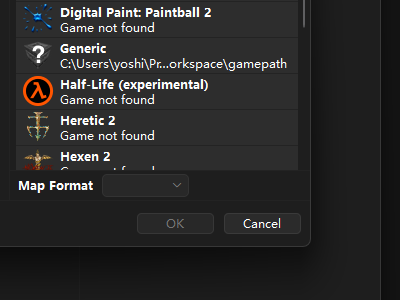 Digital Paint: Paintball 2
Game not found
Generic
C:\Users\yoshi\Pr...orkspace\gamepath
Half-Life (experimental)
Game not found
Heretic 2
Game not found
Hexen 2
Map Format
OK
Cancel